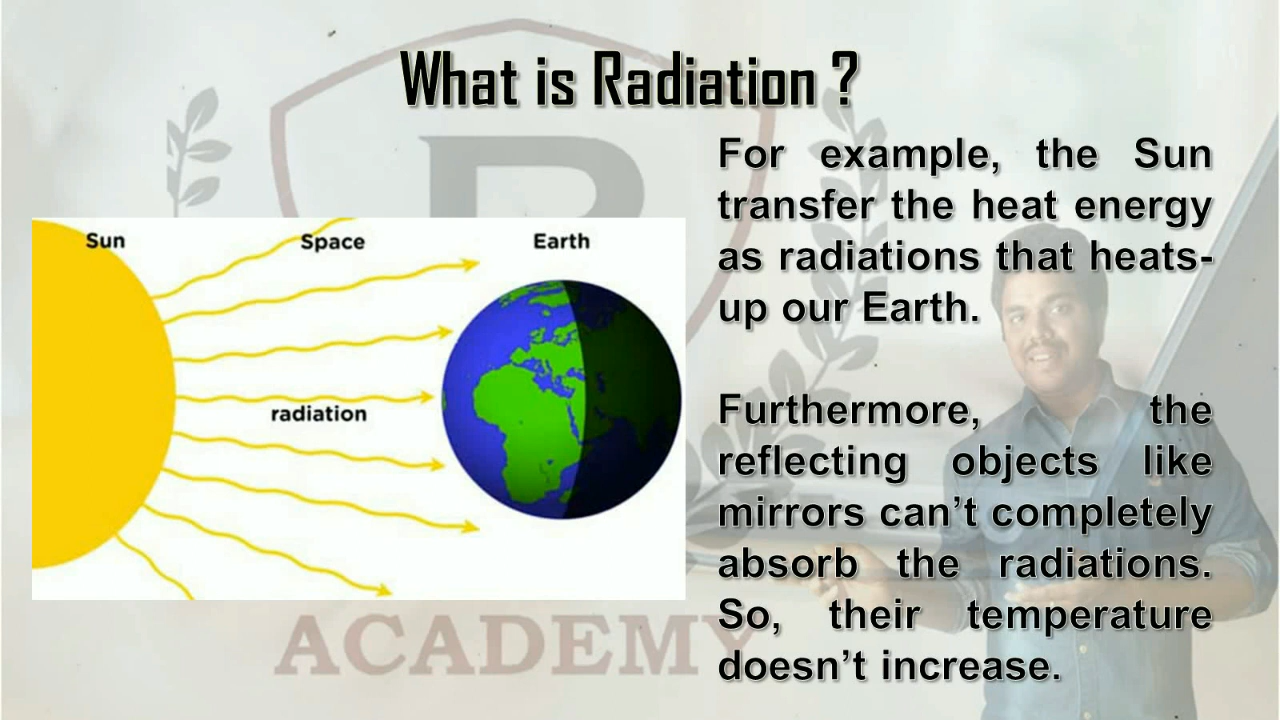 What is Radiation ?
For example, the Sun
transfer the heat energy
as radiations that heats-
up our Earth.
Sun
Space
Earth
radiation
Furthermore, the
reflecting objects like
mirrors can’t completely
absorb the radiations.
So, their temperature
doesn’t increase.
ACADEMY